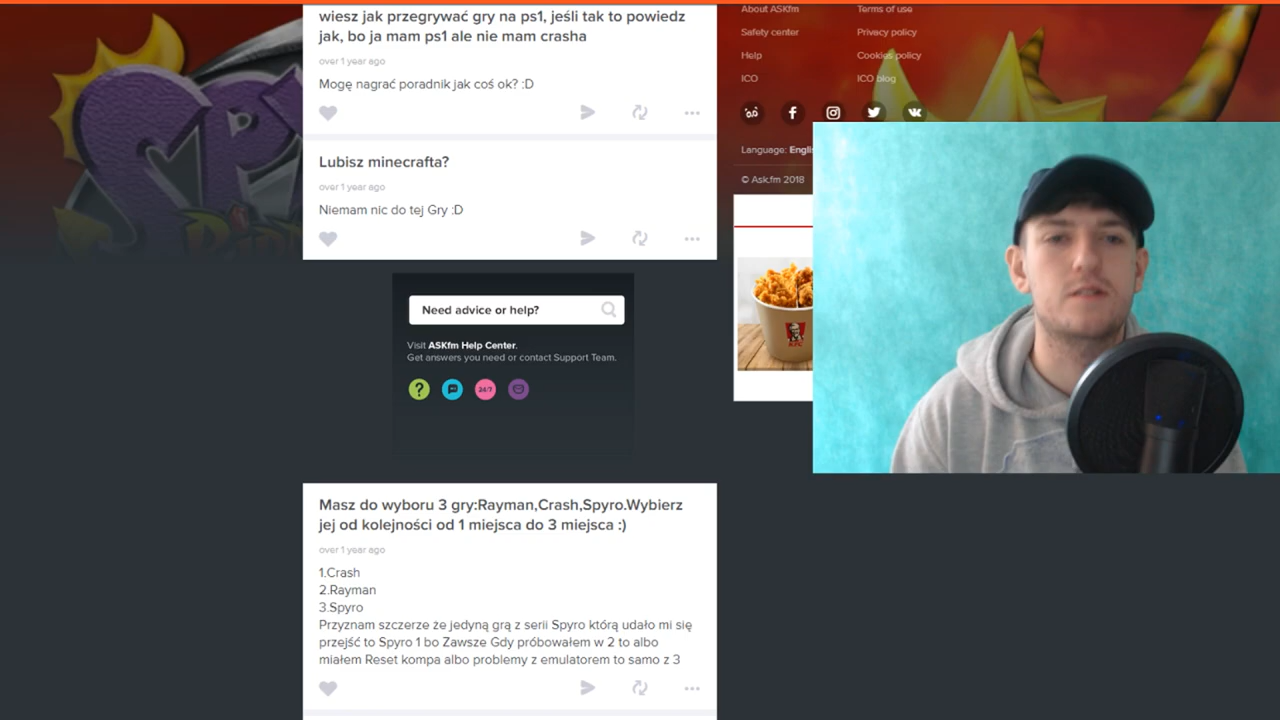 wiesz jak przegrywać gry na ps1, jeśli tak to powiedz
jak, bo ja mam ps1 ale nie mam crasha
over 1 year ago
Mogę nagrać poradnik jak coś ok? :D
Lubisz minecrafta?
over 1 year ago
Niemam nic do tej Gry :D
Need advice or help?
Visit ASKfm Help Center.
Get answers you need or contact Support Team.
24/7
Masz do wyboru 3 gry:Rayman,Crash,Spyro.Wybierz
jej od kolejności od 1 miejsca do 3 miejsca :)
over 1 year ago
1.Crash
2.Rayman
3.Spyro
Przyznam szczerze że jedyną grą z serii Spyro którą udało mi się
przejść to Spyro 1 bo Zawsze Gdy próbowałem w 2 to albo
miałem Reset kompa albo problemy z emulatorem to samo z 3
About ASKfm
Terms of use
Safety center
Privacy policy
Help
Cookies policy
ICO
ICO blog
Language: Englis
© Ask.fm 2018
KFC